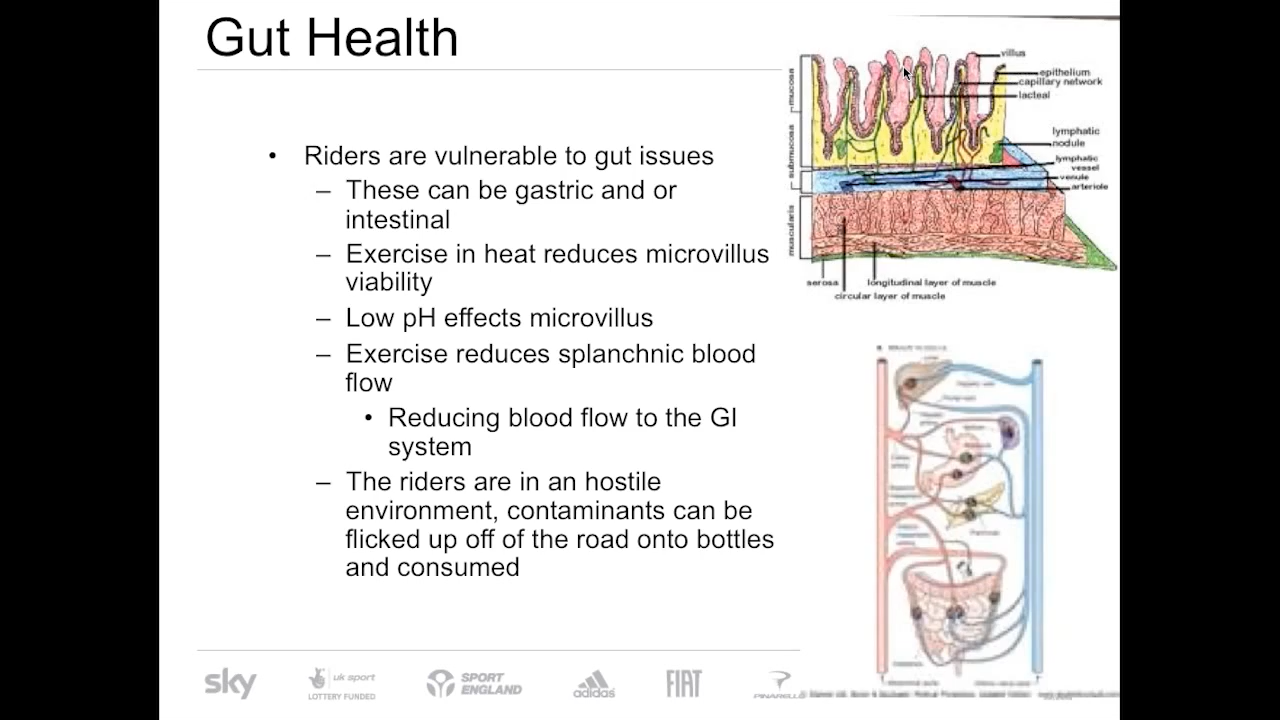 Gut Health
• Riders are vulnerable to gut issues
– These can be gastric and or
intestinal
– Exercise in heat reduces microvillus
viability
– Low pH effects microvillus
– Exercise reduces splanchnic blood
flow
• Reducing blood flow to the GI
system
– The riders are in an hostile
environment, contaminants can be
flicked up off of the road onto bottles
and consumed
villus
epithelium
capillary network
lacteal
lymphatic
nodule
lymphatic
vessel
venule
arteriole
mucosa
submucosa
muscularis
serosa
longitudinal layer of muscle
circular layer of muscle
sky
uk sport
LOTTERY FUNDED
SPORT
ENGLAND
adidas
FIAT
PINARELLO